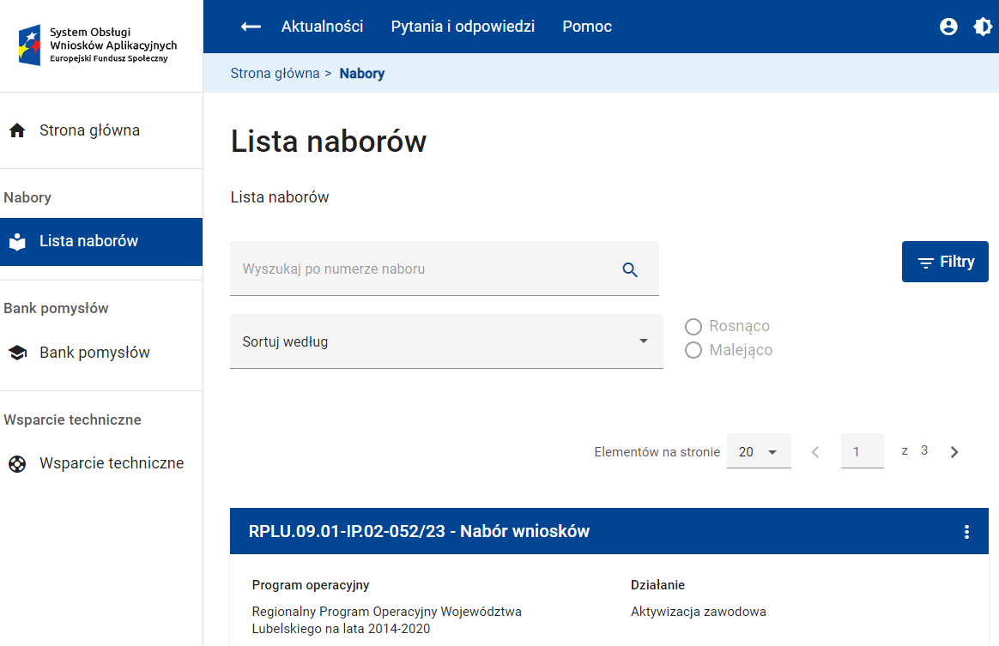 System Obsługi
Wniosków Aplikacyjnych
Europejski Fundusz Społeczny
Aktualności Pytania i odpowiedzi Pomoc
Strona główna > Nabory
Strona główna
Nabory
Lista naborów
Bank pomysłów
Bank pomysłów
Wsparcie techniczne
Wsparcie techniczne
Lista naborów
Lista naborów
Wyszukaj po numerze naboru
Filtry
Sortuj według
Rosnąco
Malejąco
Elementów na stronie 20 1 z 3
RPLU.09.01-IP.02-052/23 - Nabór wniosków
Program operacyjny
Regionalny Program Operacyjny Województwa
Lubelskiego na lata 2014-2020
Działanie
Aktywizacja zawodowa